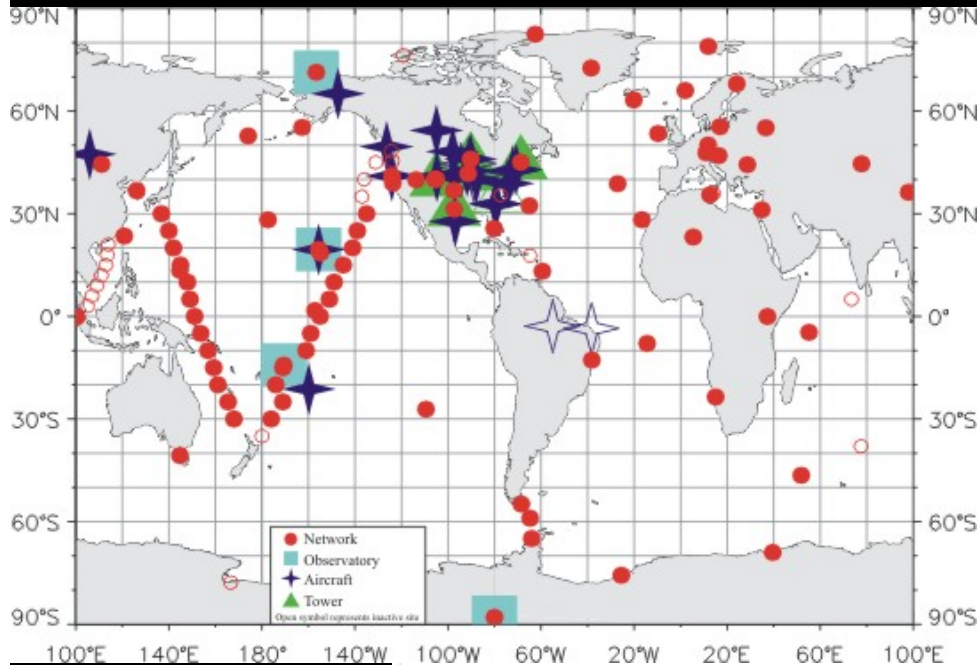 90°N 90°N
60°N 60°N
30°N 30°N
0° 0°
30°S 30°S
60°S 60°S
90°S 90°S
Network
Observatory
Aircraft
Tower
Open symbol represents inactive site
100°E 140°E 180° 140°W 100°W 60°W 20°W 20°E 60°E 100°E